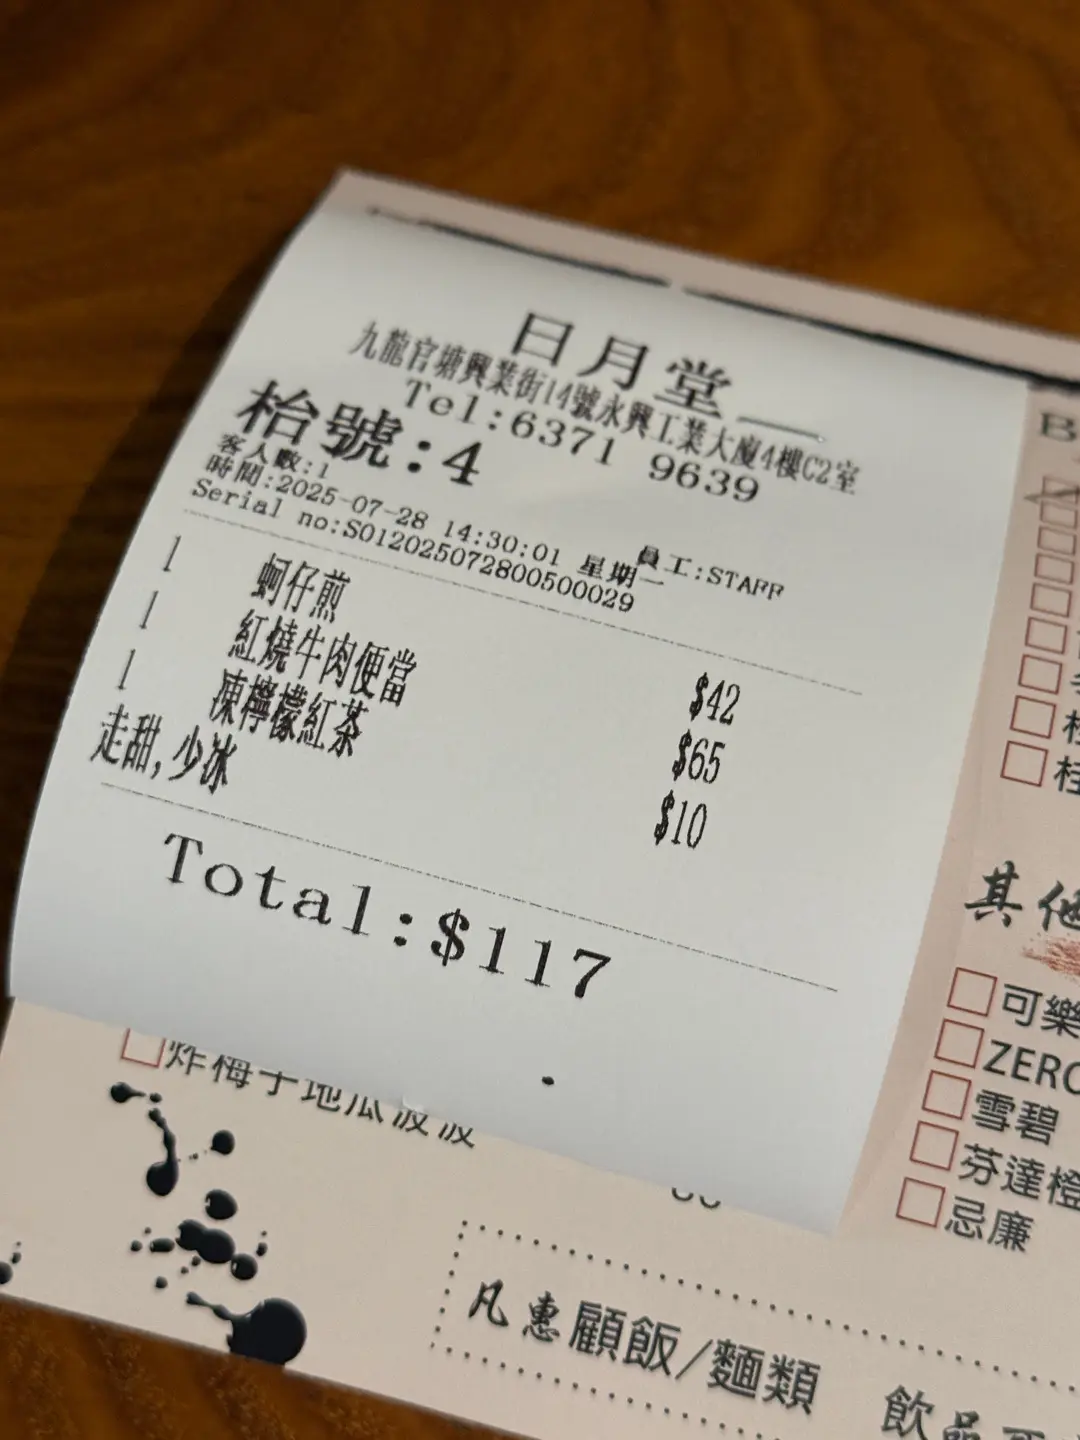 日月堂
九龍官塘興業街14號永興工業大廈4樓C2室
Tel:6371 9639
枱號:4
客人數:1
員工:STAFF
時間:2025-07-28 14:30:01 星期一
Serial no:S01202507280050029
1 蚵仔煎 $42
1 紅燒牛肉便當 $65
1 凍檸檬紅茶 $10
走甜,少冰
Total:$117
炸梅子地瓜波波
其他
可樂
ZERO
雪碧
芬達橙
忌廉
凡惠顧飯/麵類 飲品